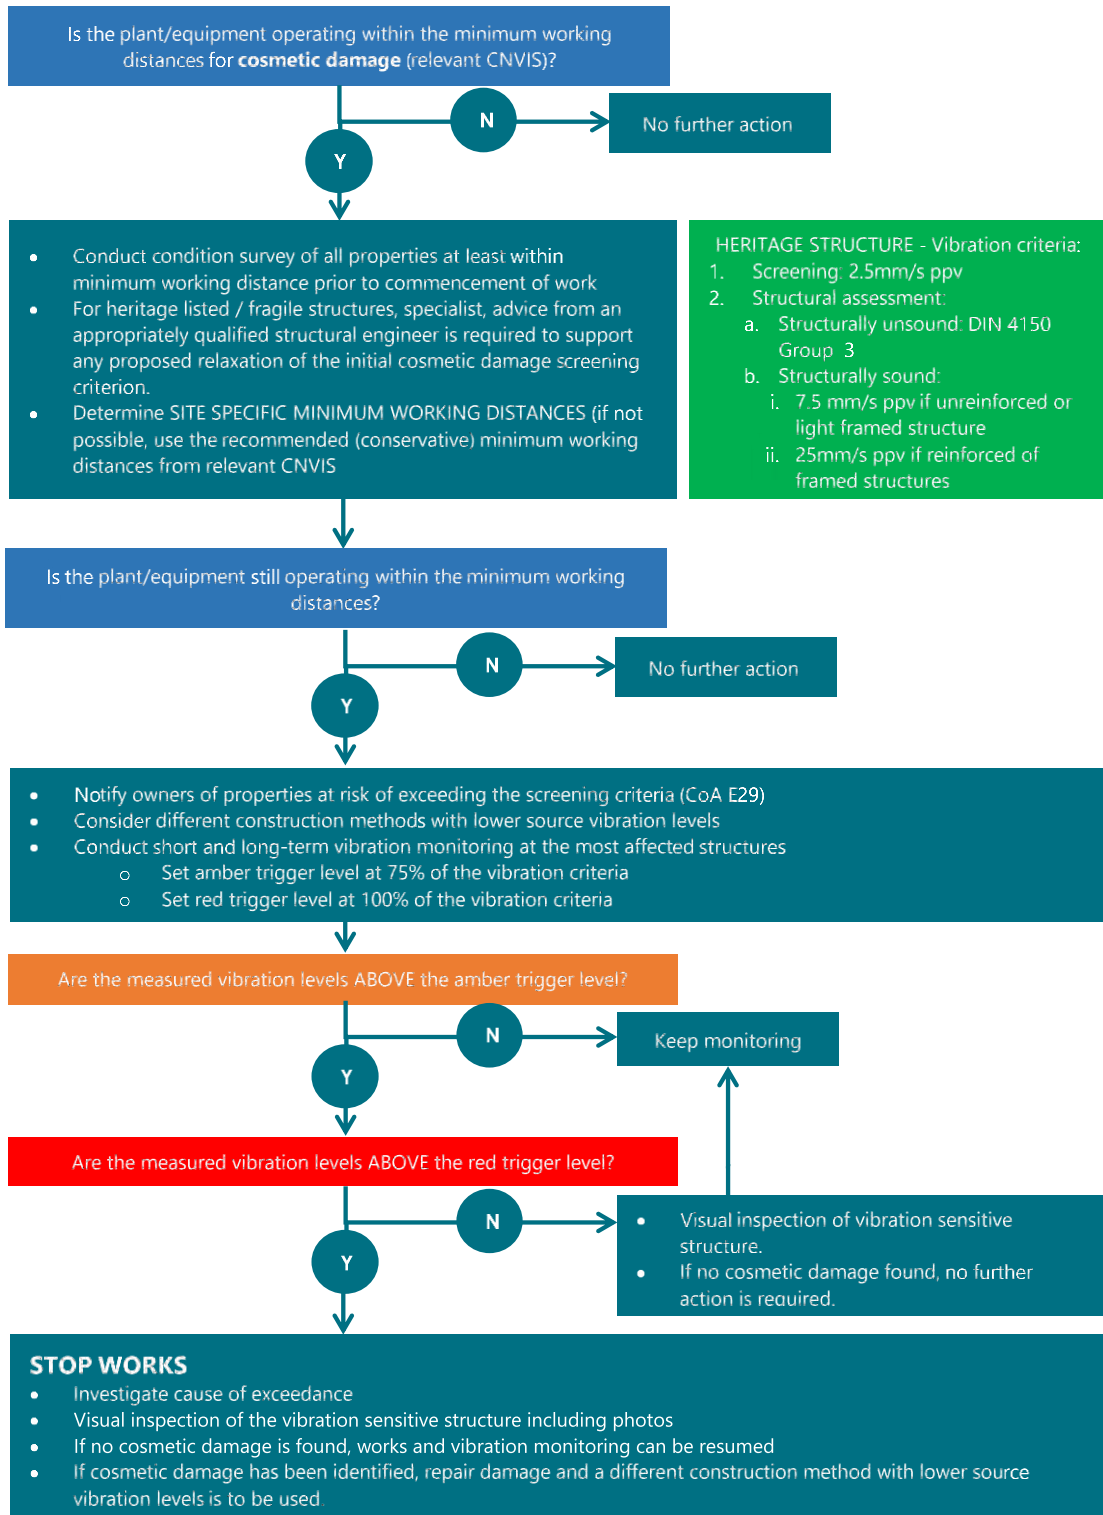 Is the plant/equipment operating within the minimum working
distances for cosmetic damage (relevant CNVIS)?
N
No further action
Y
• Conduct condition survey of all properties at least within
minimum working distance prior to commencement of work
• For heritage listed / fragile structures, specialist, advice from an
appropriately qualified structural engineer is required to support
any proposed relaxation of the initial cosmetic damage screening
criterion.
• Determine SITE SPECIFIC MINIMUM WORKING DISTANCES (if not
possible, use the recommended (conservative) minimum working
distances from relevant CNVIS
HERITAGE STRUCTURE - Vibration criteria:
1. Screening: 2.5mm/s ppv
2. Structural assessment:
a. Structurally unsound: DIN 4150
Group 3
b. Structurally sound:
i. 7.5 mm/s ppv if unreinforced or
light framed structure
ii. 25mm/s ppv if reinforced of
framed structures
Is the plant/equipment still operating within the minimum working
distances?
N
No further action
Y
• Notify owners of properties at risk of exceeding the screening criteria (CoA E29)
• Consider different construction methods with lower source vibration levels
• Conduct short and long-term vibration monitoring at the most affected structures
o Set amber trigger level at 75% of the vibration criteria
o Set red trigger level at 100% of the vibration criteria
Are the measured vibration levels ABOVE the amber trigger level?
N
Keep monitoring
Y
Are the measured vibration levels ABOVE the red trigger level?
N
• Visual inspection of vibration sensitive
structure.
• If no cosmetic damage found, no further
action is required.
Y
STOP WORKS
• Investigate cause of exceedance
• Visual inspection of the vibration sensitive structure including photos
• If no cosmetic damage is found, works and vibration monitoring can be resumed
• If cosmetic damage has been identified, repair damage and a different construction method with lower source
vibration levels is to be used.